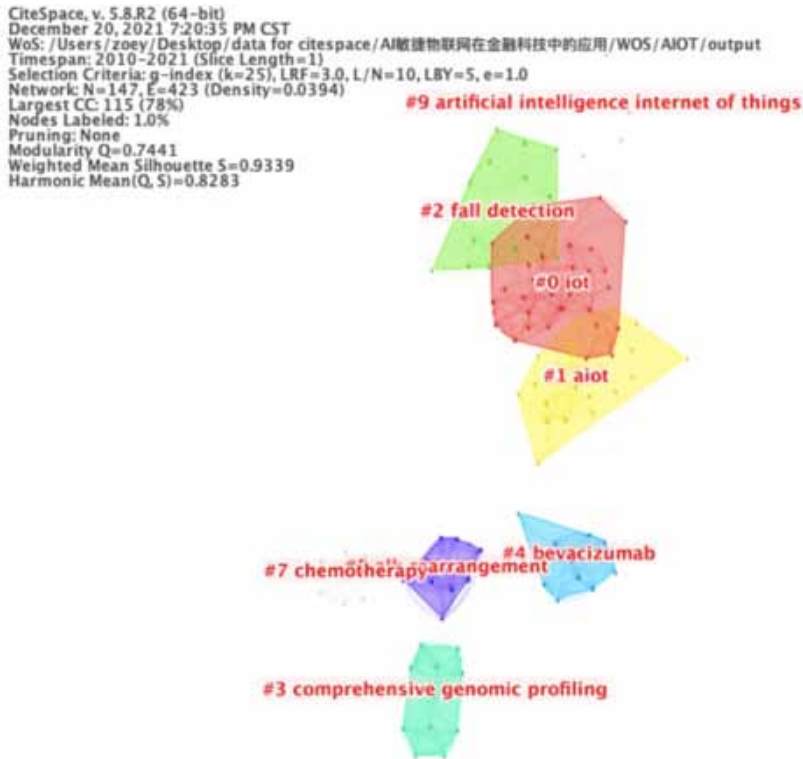 CiteSpace, v. 5.8.R2 (64-bit)
December 20, 2021 7:20:35 PM CST
WoS: /Users/zoey/Desktop/data for citespace/AI敏捷物联网在金融科技中的应用/WOS/AIOT/output
Timespan: 2010-2021 (Slice Length=1)
Selection Criteria: g-index (k=25), LRF=3.0, L/N=10, LBY=5, e=1.0
Network: N=147, E=423 (Density=0.0394)
Largest CC: 115 (78%)
Nodes Labeled: 1.0%
Pruning: None
Modularity Q=0.7441
Weighted Mean Silhouette S=0.9339
Harmonic Mean(Q, S)=0.8283
#9 artificial intelligence internet of things
#2 fall detection
#0 iot
#1 aiot
#4 bevacizumab
#7 chemotherapy
#3 comprehensive genomic profiling